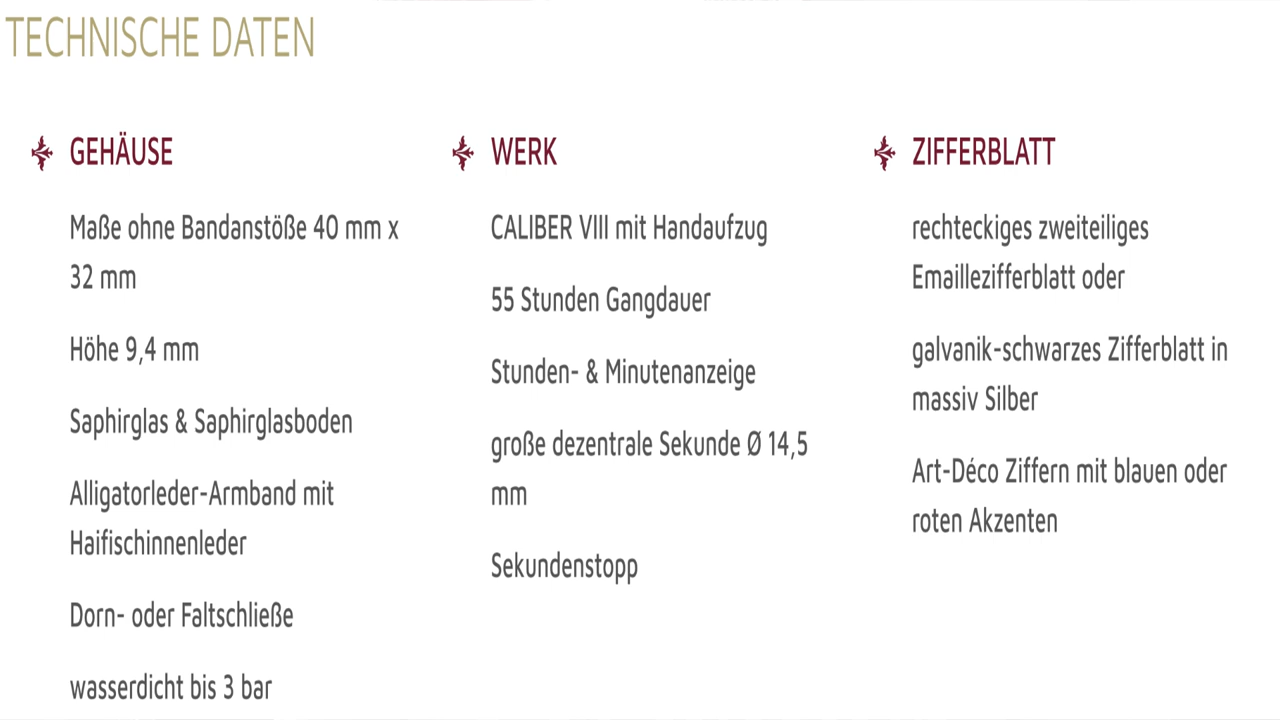 TECHNISCHE DATEN
GEHÄUSE
Maße ohne Bandanstöße 40 mm x
32 mm
Höhe 9,4 mm
Saphirglas & Saphirglasboden
Alligatorleder-Armband mit
Haifischinnenleder
Dorn- oder Faltschließe
wasserdicht bis 3 bar
WERK
CALIBER VIII mit Handaufzug
55 Stunden Gangdauer
Stunden- & Minutenanzeige
große dezentrale Sekunde Ø 14,5
mm
Sekundenstopp
ZIFFERBLATT
rechteckiges zweiteiliges
Emaillezifferblatt oder
galvanik-schwarzes Zifferblatt in
massiv Silber
Art-Déco Ziffern mit blauen oder
roten Akzenten